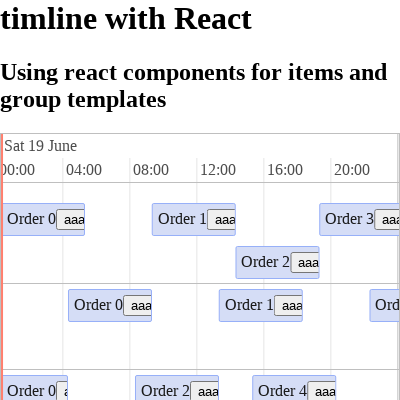 timline with React
Using react components for items and
group templates
Sat 19 June
00:00 04:00 08:00 12:00 16:00 20:00
Order 0 aaa Order 1 aaa Order 3 aaa
Order 2 aaa
Order 0 aaa Order 1 aaa Ord
Order 0 a Order 2 aaa Order 4 aaa